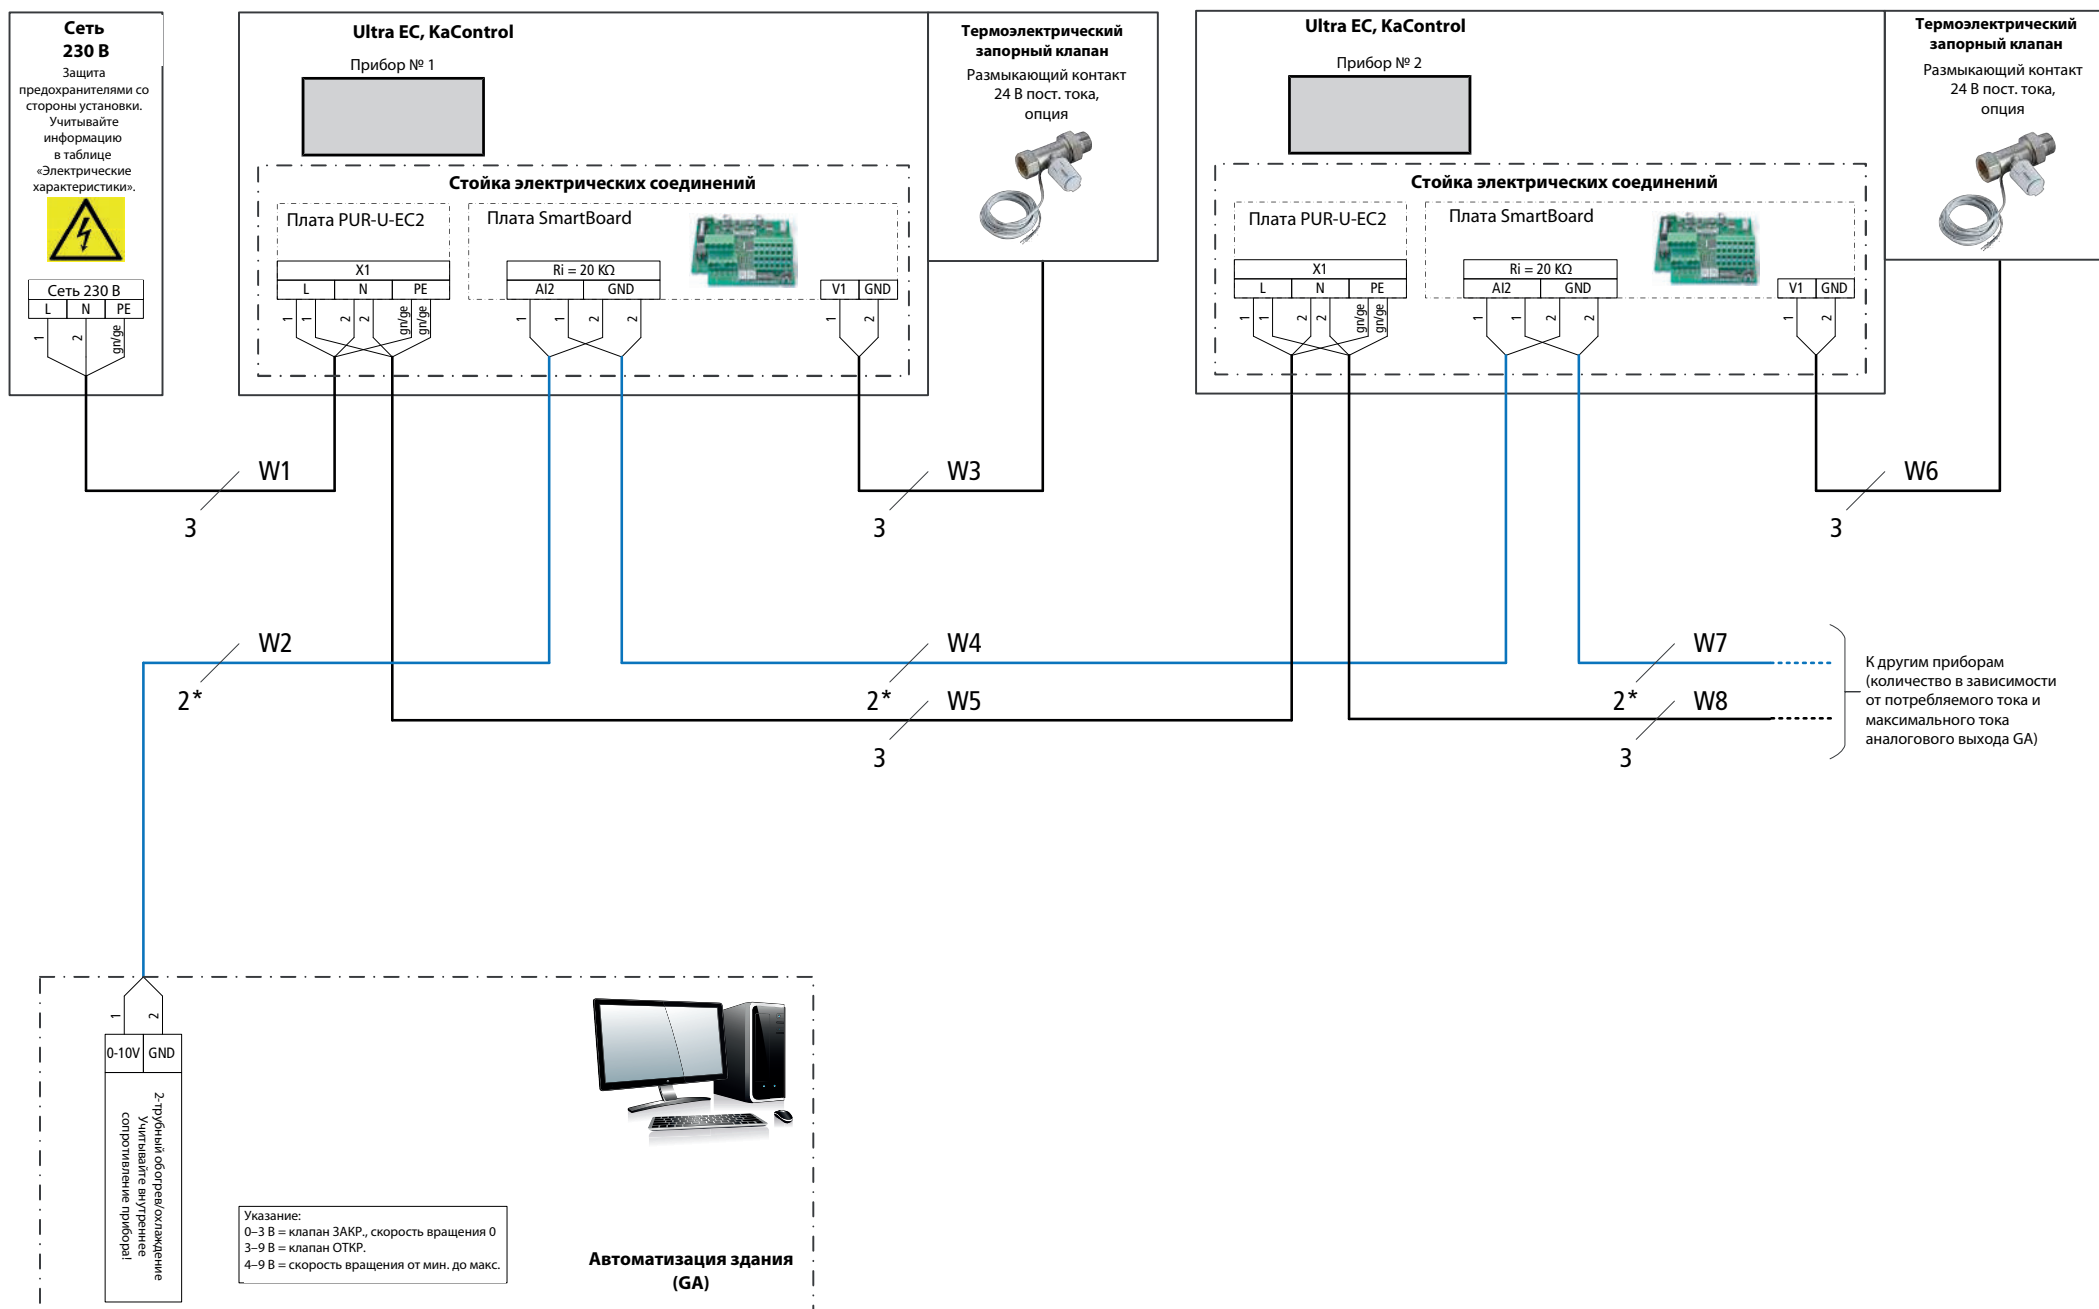 Сеть
230 В
Защита
предохранителями со
стороны установки.
Учитывайте
информацию
в таблице
«Электрические
характеристики».
Сеть 230 В
L N PE
1 2 gn/ge
Ultra EC, KaControl
Прибор № 1
Стойка электрических соединений
Плата PUR-U-EC2
X1
L N PE
1 1 2 2 gn/ge gn/ge
Плата SmartBoard
Ri = 20 KΩ
AI2 GND
1 1 2 2
V1 GND
1 2
Термоэлектрический
запорный клапан
Размыкающий контакт
24 В пост. тока,
опция
Ultra EC, KaControl
Прибор № 2
Стойка электрических соединений
Плата PUR-U-EC2
X1
L N PE
1 1 2 2 gn/ge gn/ge
Плата SmartBoard
Ri = 20 KΩ
AI2 GND
1 1 2 2
V1 GND
1 2
Термоэлектрический
запорный клапан
Размыкающий контакт
24 В пост. тока,
опция
W1
3
W3
3
W6
3
W2
2*
W4
2*
W5
3
W7
2*
W8
3
К другим приборам
(количество в зависимости
от потребляемого тока и
максимального тока
аналогового выхода GA)
1 2
0-10V GND
2-трубный обогрев/охлаждение
Учитывайте внутреннее
сопротивление прибора!
Указание:
0–3 В = клапан ЗАКР., скорость вращения 0
3–9 В = клапан ОТКР.
4–9 В = скорость вращения от мин. до макс.
Автоматизация здания
(GA)